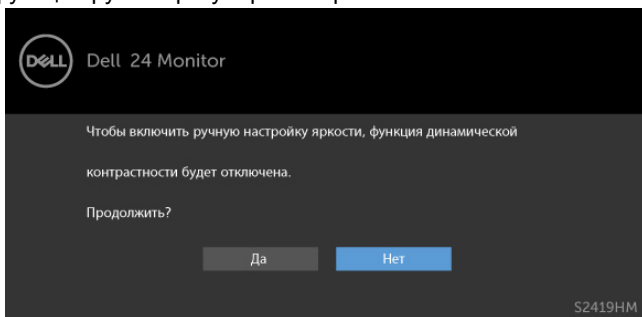 DELL
Dell 24 Monitor
Чтобы включить ручную настройку яркости, функция динамической
контрастности будет отключена.
Продолжить?
Да
Нет
S2419HM